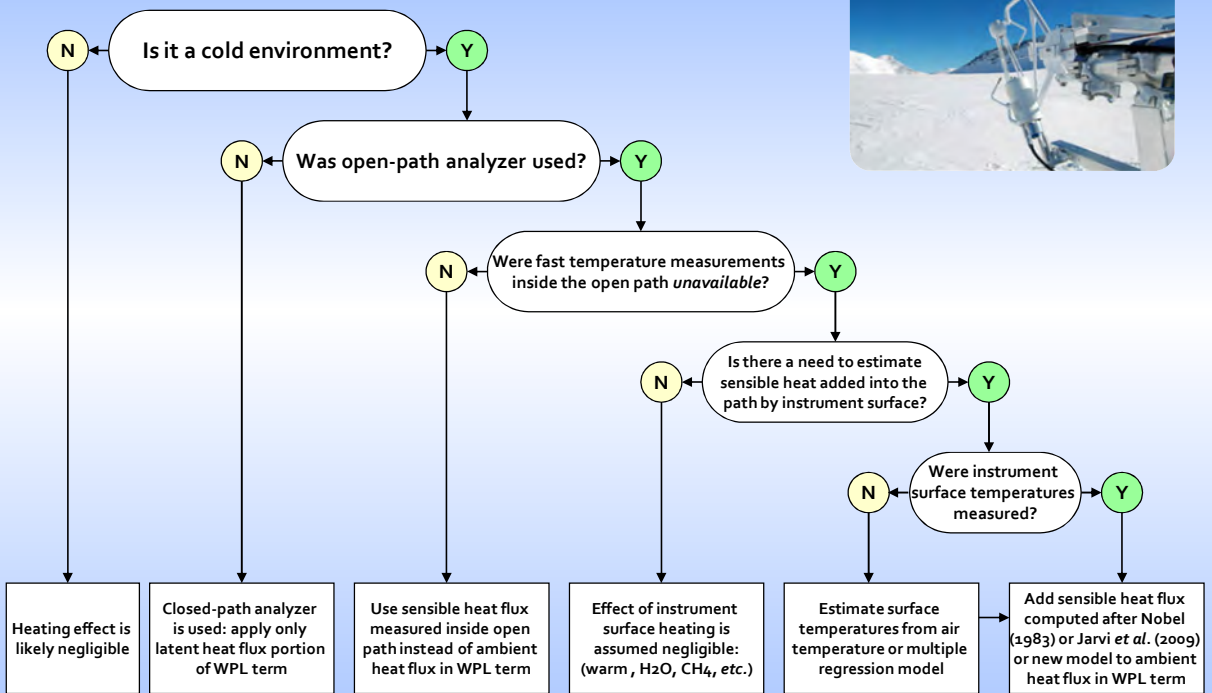 N
Is it a cold environment?
Y
N
Was open-path analyzer used?
Y
N
Were fast temperature measurements
inside the open path unavailable?
Y
N
Is there a need to estimate
sensible heat added into the
path by instrument surface?
Y
N
Were instrument
surface temperatures
measured?
Y
Heating effect is
likely negligible
Closed-path analyzer
is used: apply only
latent heat flux portion
of WPL term
Use sensible heat flux
measured inside open
path instead of ambient
heat flux in WPL term
Effect of instrument
surface heating is
assumed negligible:
(warm , H2O, CH4, etc.)
Estimate surface
temperatures from air
temperature or multiple
regression model
Add sensible heat flux
computed after Nobel
(1983) or Jarvi et al. (2009)
or new model to ambient
heat flux in WPL term